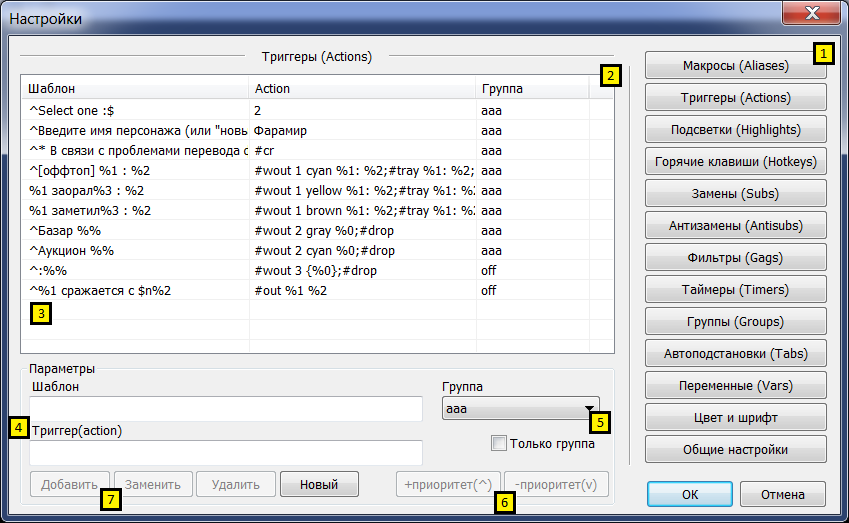 Настройки
1
Триггеры (Actions)
2
Шаблон Action Группа
^Select one :$ 2 aaa
^Введите имя персонажа (или "новь Фарамир aaa
^* В связи с проблемами перевода с #cr aaa
^[оффтоп] %1 : %2 #wout 1 cyan %1: %2;#tray %1: %2; aaa
%1 заорал%3 : %2 #wout 1 yellow %1: %2;#tray %1: %2 aaa
%1 заметил%3 : %2 #wout 1 brown %1: %2;#tray %1: %2 aaa
^Базар %% #wout 2 gray %0;#drop aaa
^Аукцион %% #wout 2 cyan %0;#drop aaa
^:%% #wout 3 {%0};#drop off
^%1 сражается с $n%2 #out %1 %2 off
3
Параметры
Шаблон Группа
aaa
4
5
Триггер(action)
Только группа
Добавить Заменить Удалить Новый +приоритет(^) -приоритет(v)
7
6
Макросы (Aliases)
Триггеры (Actions)
Подсветки (Highlights)
Горячие клавиши (Hotkeys)
Замены (Subs)
Антизамены (Antisubs)
Фильтры (Gags)
Таймеры (Timers)
Группы (Groups)
Автоподстановки (Tabs)
Переменные (Vars)
Цвет и шрифт
Общие настройки
ОК Отмена